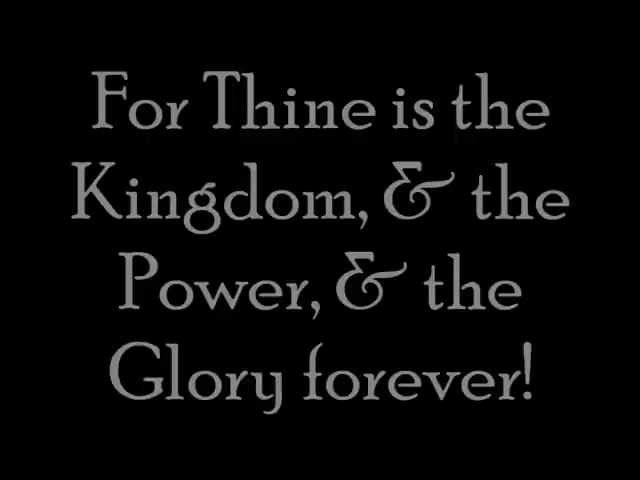 For Thine is the
Kingdom, & the
Power, & the
Glory forever!